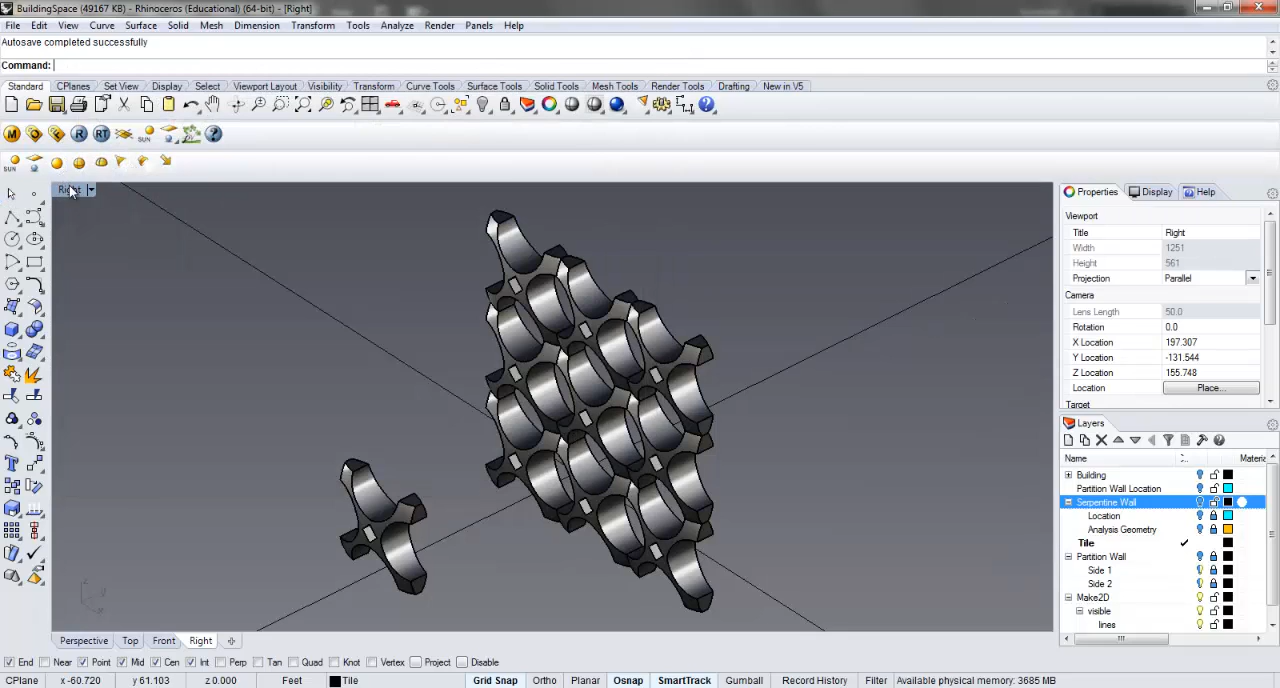 BuildingSpace (49167 KB) - Rhinoceros (Educational) (64-bit) - [Right]
File Edit View Curve Surface Solid Mesh Dimension Transform Tools Analyze Render Panels Help
Autosave completed successfully
Command:
Standard CPlanes Set View Display Select Viewport Layout Visibility Transform Curve Tools Surface Tools Solid Tools Mesh Tools Render Tools Drafting New in V5
M R RT SUN
SUN
Right
Properties Display Help
Viewport
Title Right
Width 1251
Height 561
Projection Parallel
Camera
Lens Length 50.0
Rotation 0.0
X Location 197.307
Y Location -131.544
Z Location 155.748
Location Place...
Target
Layers
Name Materia
Building
Partition Wall Location
Serpentine Wall
Location
Analysis Geometry
Tile
Partition Wall
Side 1
Side 2
Make2D
visible
lines
Perspective Top Front Right
End Near Point Mid Cen Int Perp Tan Quad Knot Vertex Project Disable
CPlane x -60.720 y 61.103 z 0.000 Feet Tile Grid Snap Ortho Planar Osnap SmartTrack Gumball Record History Filter Available physical memory: 3685 MB